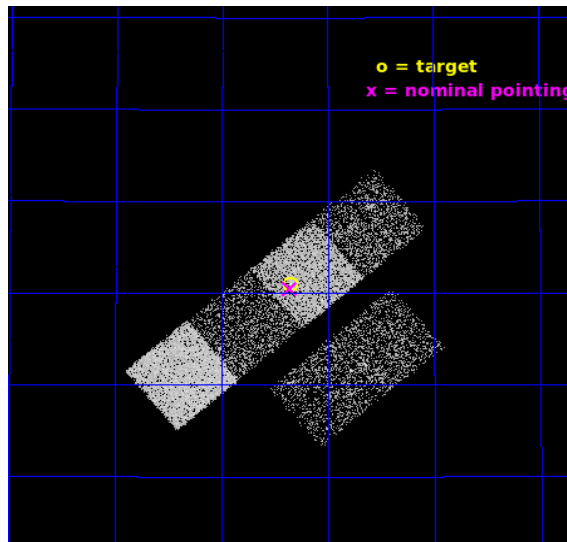 o = target
x = nominal pointing